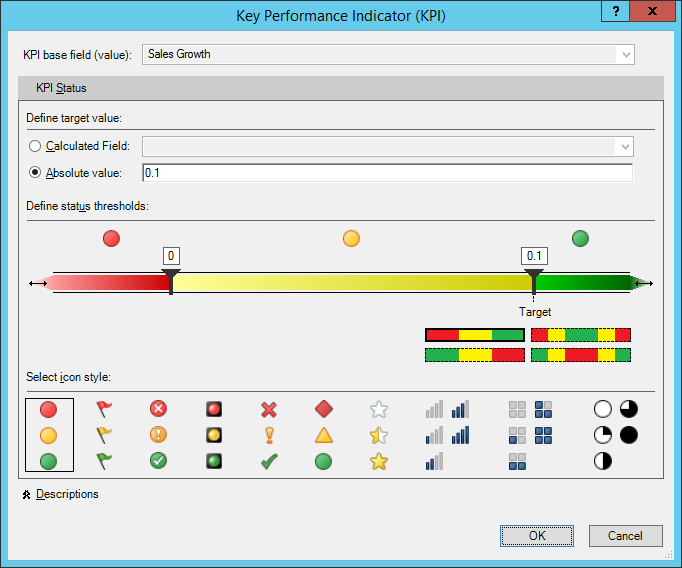 Key Performance Indicator (KPI)
?
x
KPI base field (value):
Sales Growth
KPI Status
Define target value:
Calculated Field:
Absolute value:
0.1
Define status thresholds:
0
0.1
Target
Select icon style:
Descriptions
OK
Cancel